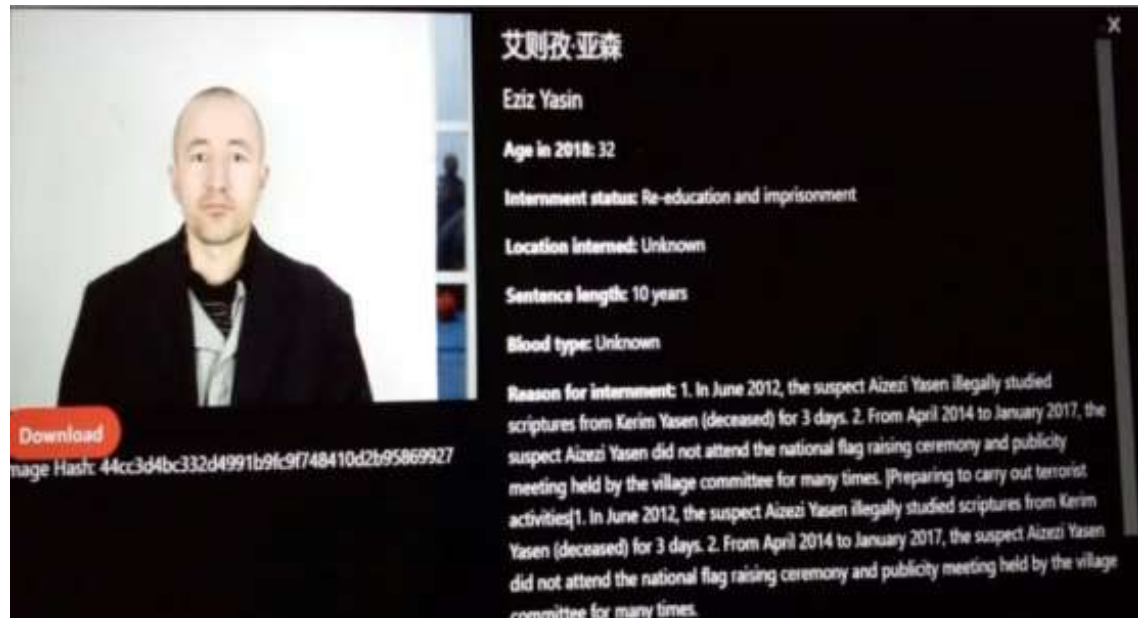 艾则孜·亚森
X
Eziz Yasin
Age in 2018: 32
Internment status: Re-education and imprisonment
Location interned: Unknown
Sentence length: 10 years
Blood type: Unknown
Reason for internment: 1. In June 2012, the suspect Aizezi Yasen illegally studied
scriptures from Kerim Yasen (deceased) for 3 days. 2. From April 2014 to January 2017, the
suspect Aizezi Yasen did not attend the national flag raising ceremony and publicity
meeting held by the village committee for many times. |Preparing to carry out terrorist
activities|1. In June 2012, the suspect Aizezi Yasen illegally studied scriptures from Kerim
Yasen (deceased) for 3 days. 2. From April 2014 to January 2017, the suspect Aizezi Yasen
did not attend the national flag raising ceremony and publicity meeting held by the village
committee for many times.
Download
mage Hash: 44cc3d4bc332d4991b9fc9f748410d2b95869927